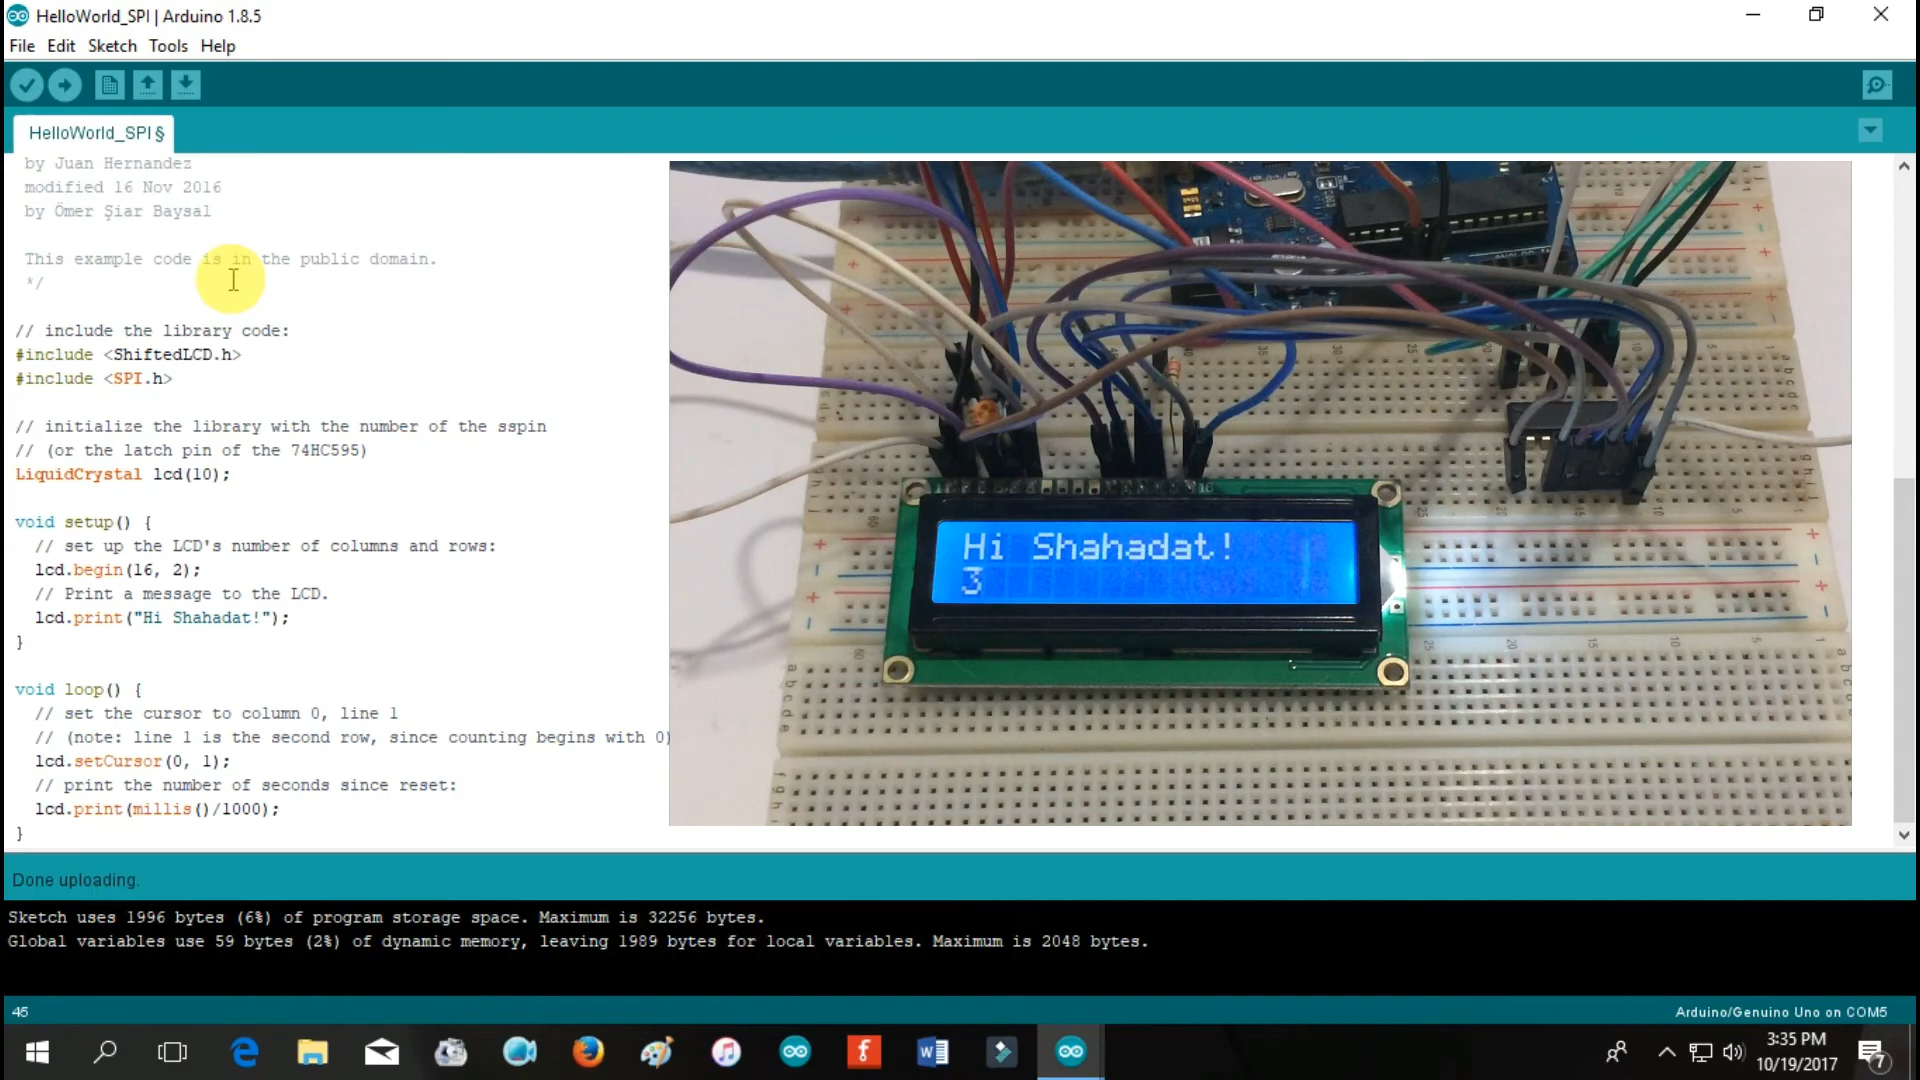 HelloWorld_SPI | Arduino 1.8.5
File Edit Sketch Tools Help
HelloWorld_SPI §
by Juan Hernandez
modified 16 Nov 2016
by Ömer Şiar Baysal
This example code is in the public domain.
*/
// include the library code:
#include <ShiftedLCD.h>
#include <SPI.h>
// initialize the library with the number of the sspin
// (or the latch pin of the 74HC595)
LiquidCrystal lcd(10);
void setup() {
// set up the LCD's number of columns and rows:
lcd.begin(16, 2);
// Print a message to the LCD.
lcd.print("Hi Shahadat!");
}
void loop() {
// set the cursor to column 0, line 1
// (note: line 1 is the second row, since counting begins with 0)
lcd.setCursor(0, 1);
// print the number of seconds since reset:
lcd.print(millis()/1000);
}
Hi Shahadat!
3
Done uploading.
Sketch uses 1996 bytes (6%) of program storage space. Maximum is 32256 bytes.
Global variables use 59 bytes (2%) of dynamic memory, leaving 1989 bytes for local variables. Maximum is 2048 bytes.
45
Arduino/Genuino Uno on COM5
3:35 PM
10/19/2017
7